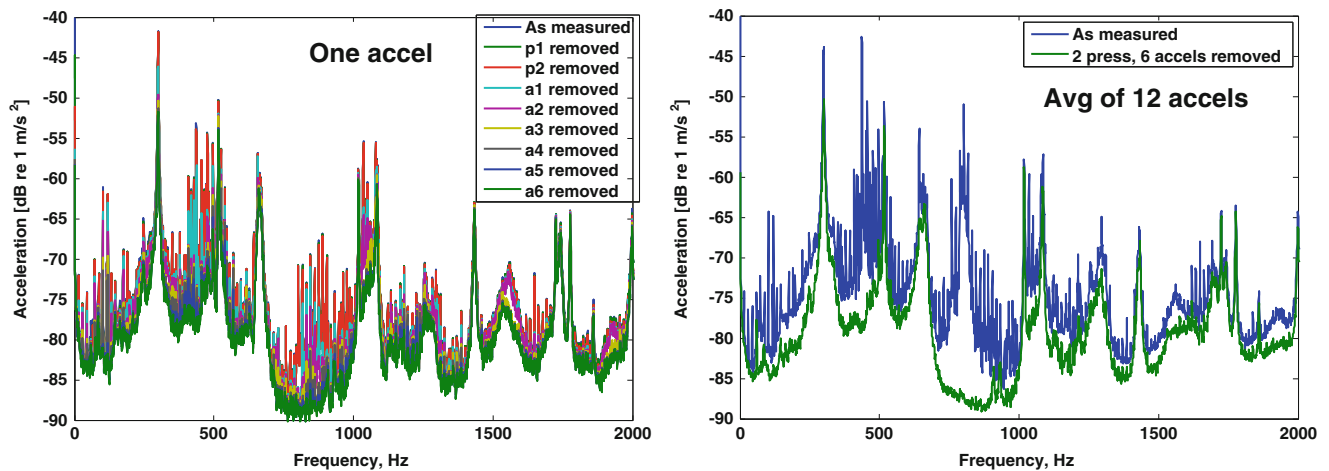 -40
-45
-50
-55
-60
-65
-70
-75
-80
-85
-90
Acceleration [dB re 1 m/s ²]
One accel
As measured
p1 removed
p2 removed
a1 removed
a2 removed
a3 removed
a4 removed
a5 removed
a6 removed
0
500
1000
1500
2000
Frequency, Hz
-40
-45
-50
-55
-60
-65
-70
-75
-80
-85
-90
Acceleration [dB re 1 m/s ²]
As measured
2 press, 6 accels removed
Avg of 12 accels
0
500
1000
1500
2000
Frequency, Hz